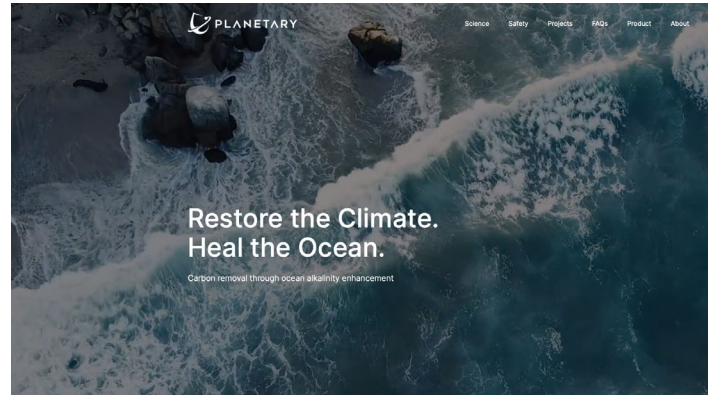 PLANETARY
Science Safety Projects FAQs Product About
Restore the Climate.
Heal the Ocean.
Carbon removal through ocean alkalinity enhancement